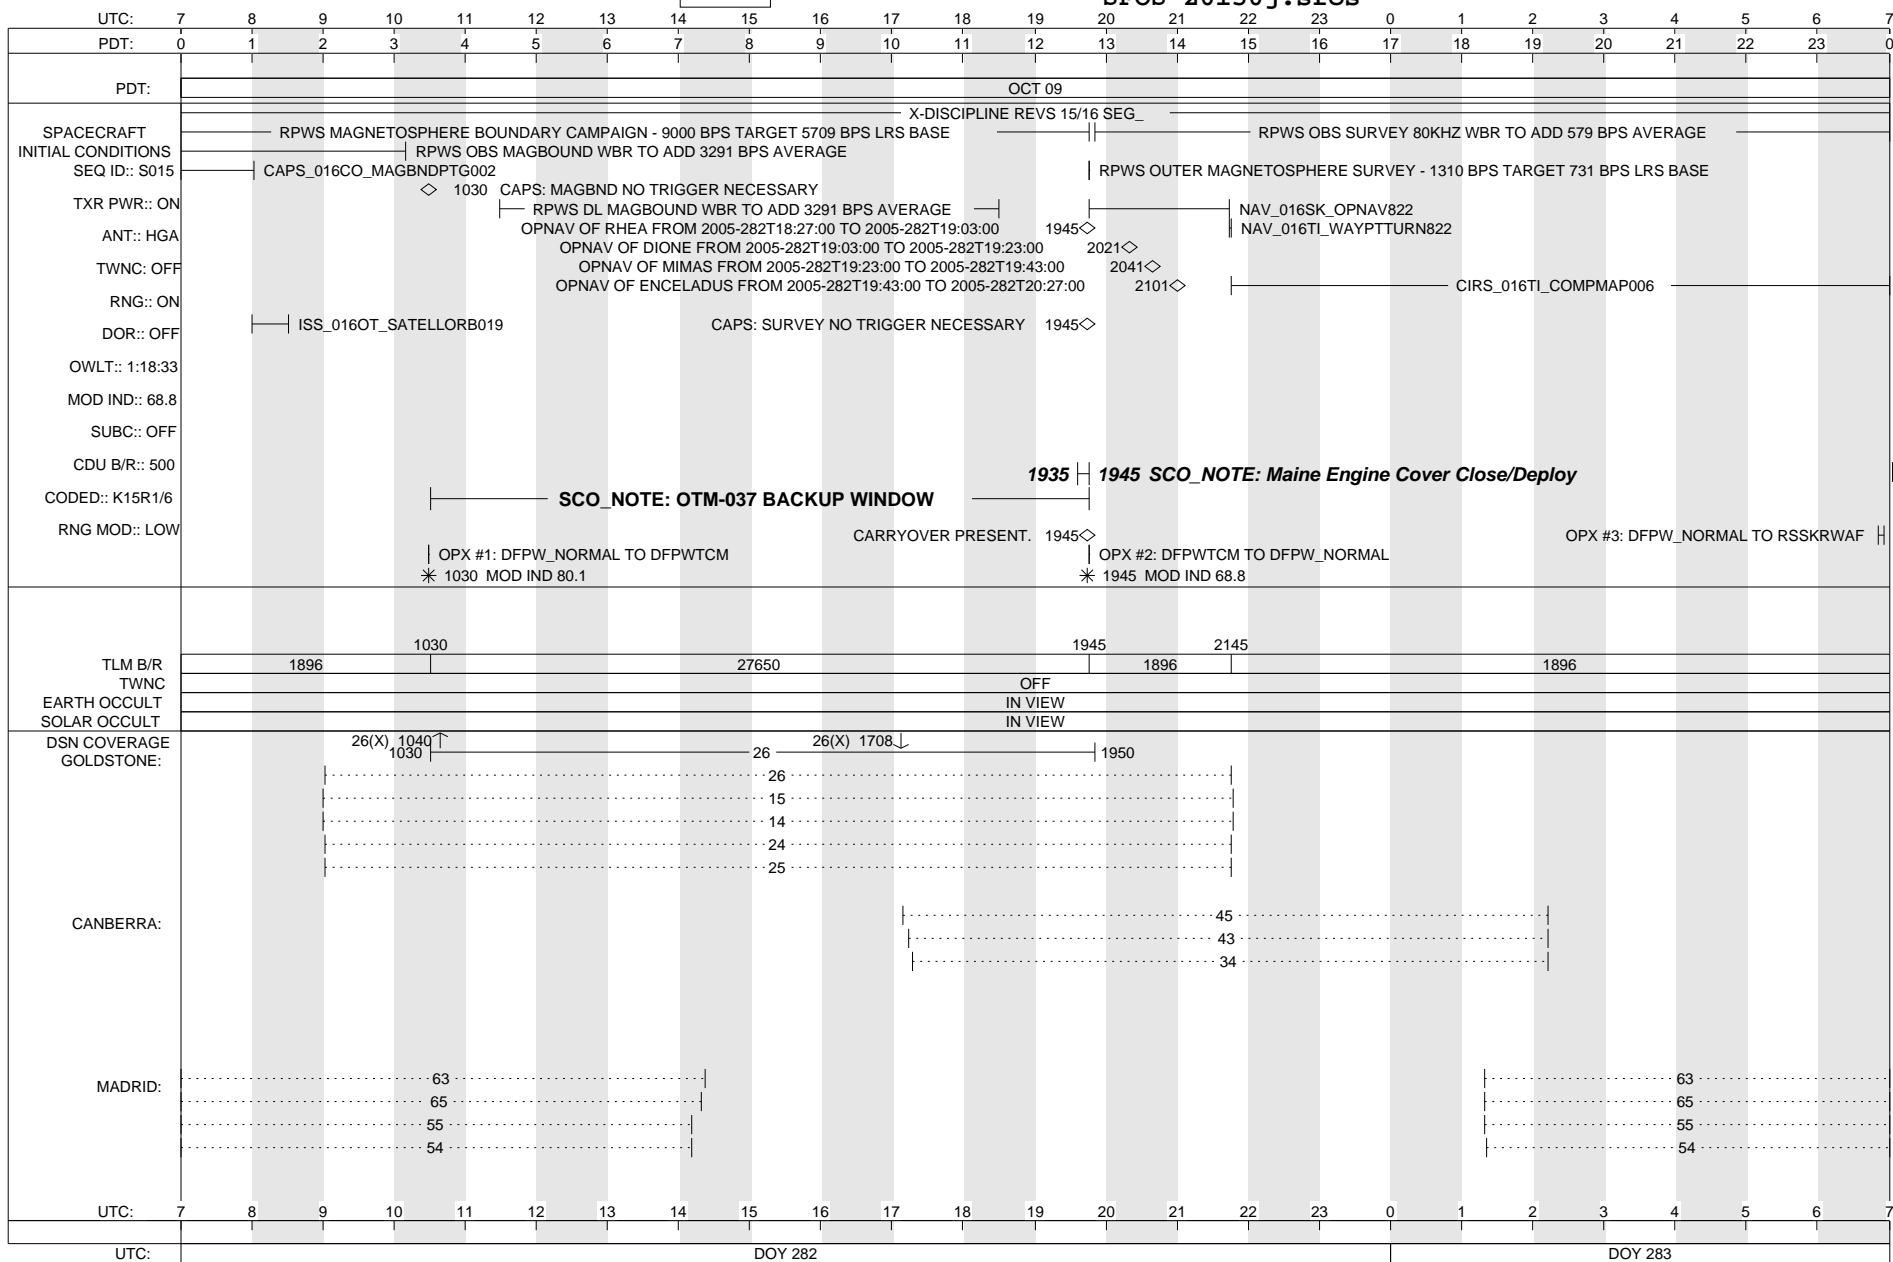 SFOS 20130j.sfos
UTC: 7 8 9 10 11 12 13 14 15 16 17 18 19 20 21 22 23 0 1 2 3 4 5 6 7
PDT: 0 1 2 3 4 5 6 7 8 9 10 11 12 13 14 15 16 17 18 19 20 21 22 23 0
PDT: OCT 09
X-DISCIPLINE REVS 15/16 SEG_
SPACECRAFT RPWS MAGNETOSPHERE BOUNDARY CAMPAIGN - 9000 BPS TARGET 5709 BPS LRS BASE RPWS OBS SURVEY 80KHZ WBR TO ADD 579 BPS AVERAGE
INITIAL CONDITIONS RPWS OBS MAGBOUND WBR TO ADD 3291 BPS AVERAGE
SEQ ID:: S015 CAPS_016CO_MAGBNDPTG002 RPWS OUTER MAGNETOSPHERE SURVEY - 1310 BPS TARGET 731 BPS LRS BASE
1030 CAPS: MAGBND NO TRIGGER NECESSARY
TXR PWR:: ON RPWS DL MAGBOUND WBR TO ADD 3291 BPS AVERAGE NAV_016SK_OPNAV822
OPNAV OF RHEA FROM 2005-282T18:27:00 TO 2005-282T19:03:00 1945 NAV_016TI_WAYPTTURN822
ANT:: HGA
OPNAV OF DIONE FROM 2005-282T19:03:00 TO 2005-282T19:23:00 2021
TWNC: OFF OPNAV OF MIMAS FROM 2005-282T19:23:00 TO 2005-282T19:43:00 2041
OPNAV OF ENCELADUS FROM 2005-282T19:43:00 TO 2005-282T20:27:00 2101 CIRS_016TI_COMPMAP006
RNG:: ON
ISS_016OT_SATELLORB019 CAPS: SURVEY NO TRIGGER NECESSARY 1945
DOR:: OFF
OWLT:: 1:18:33
MOD IND:: 68.8
SUBC:: OFF
CDU B/R:: 500
1935 1945 SCO_NOTE: Maine Engine Cover Close/Deploy
CODED:: K15R1/6 SCO_NOTE: OTM-037 BACKUP WINDOW
RNG MOD:: LOW
CARRYOVER PRESENT. 1945 OPX #3: DFPW_NORMAL TO RSSKRWAF
OPX #1: DFPW_NORMAL TO DFPWTCM OPX #2: DFPWTCM TO DFPW_NORMAL
1030 MOD IND 80.1 1945 MOD IND 68.8
1030 1945 2145
TLM B/R 1896 27650 1896 1896
TWNC OFF
EARTH OCCULT IN VIEW
SOLAR OCCULT IN VIEW
DSN COVERAGE 26(X) 1040 26(X) 1708
GOLDSTONE: 1030 26 1950
26
15
14
24
25
CANBERRA: 45
43
34
MADRID: 63 63
65 65
55 55
54 54
UTC: 7 8 9 10 11 12 13 14 15 16 17 18 19 20 21 22 23 0 1 2 3 4 5 6 7
UTC: DOY 282 DOY 283